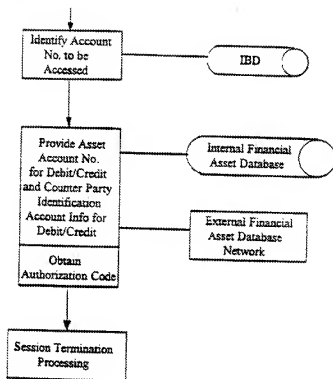 Identify Account
No. to be
Accessed
IBD
Provide Asset
Account No.
for Debit/Credit
and Counter Party
Identification
Account Info for
Debit/Credit
Internal Financial
Asset Database
External Financial
Asset Database
Network
Obtain
Authorization Code
Session Termination
Processing